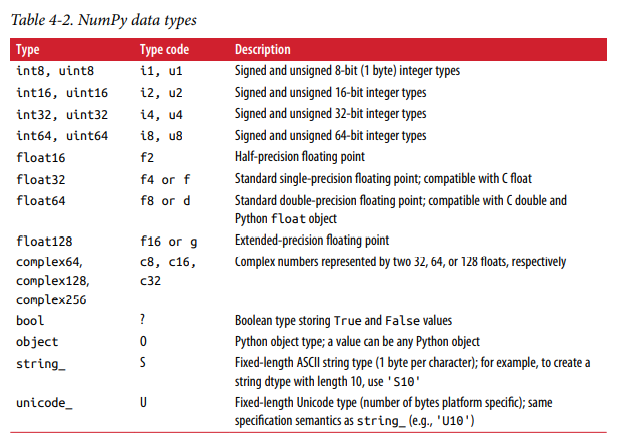 Table 4-2. NumPy data types
Type Type code Description
int8, uint8 i1, u1 Signed and unsigned 8-bit (1 byte) integer types
int16, uint16 i2, u2 Signed and unsigned 16-bit integer types
int32, uint32 i4, u4 Signed and unsigned 32-bit integer types
int64, uint64 i8, u8 Signed and unsigned 64-bit integer types
float16 f2 Half-precision floating point
float32 f4 or f Standard single-precision floating point; compatible with C float
float64 f8 or d Standard double-precision floating point; compatible with C double and
Python float object
float128 f16 or g Extended-precision floating point
complex64, c8, c16, Complex numbers represented by two 32, 64, or 128 floats, respectively
complex128, c32
complex256
bool ? Boolean type storing True and False values
object O Python object type; a value can be any Python object
string_ S Fixed-length ASCII string type (1 byte per character); for example, to create a
string dtype with length 10, use 'S10'
unicode_ U Fixed-length Unicode type (number of bytes platform specific); same
specification semantics as string_ (e.g., 'U10')